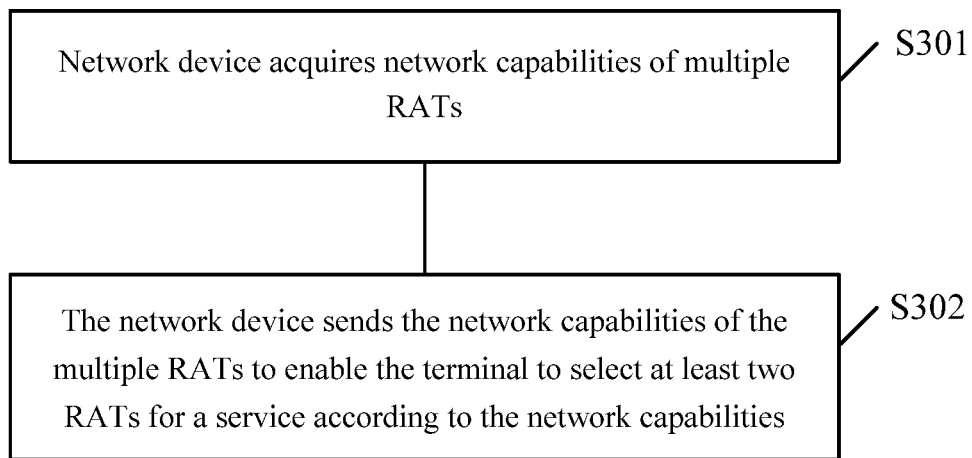 Network device acquires network capabilities of multiple
RATs
S301
The network device sends the network capabilities of the
multiple RATs to enable the terminal to select at least two
RATs for a service according to the network capabilities
S302